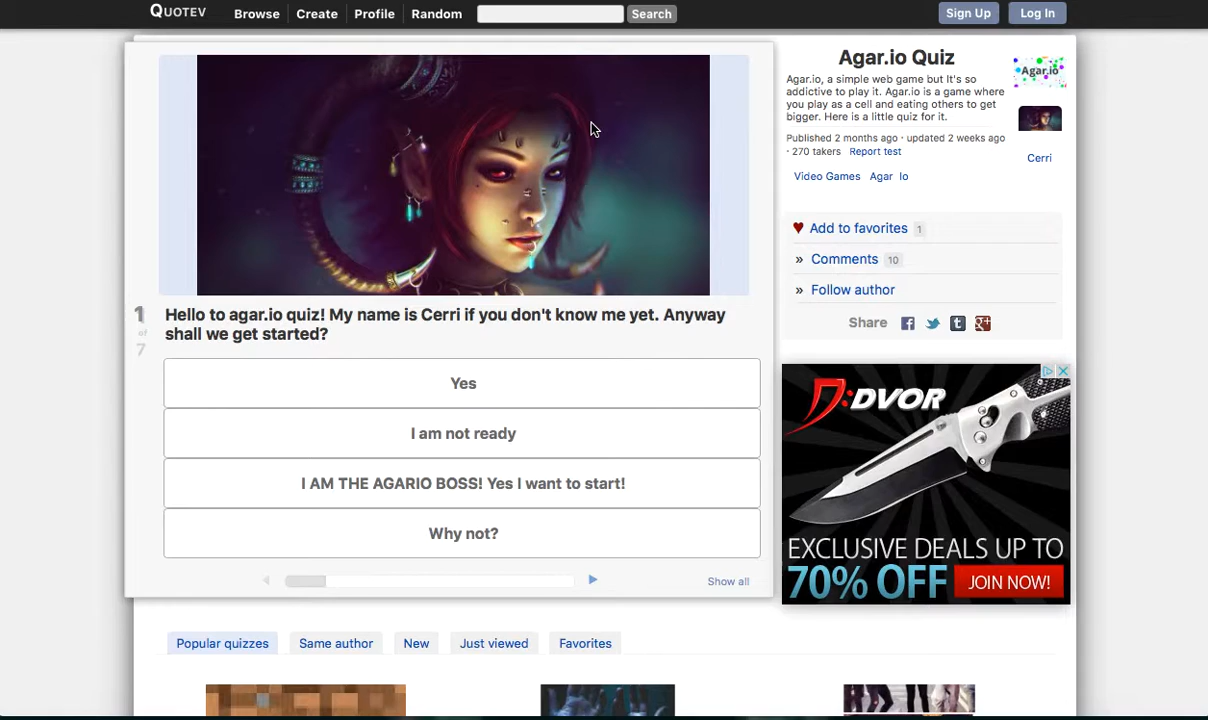 QUOTEV
Browse
Create
Profile
Random
Search
Sign Up
Log In
1
of
7
Hello to agar.io quiz! My name is Cerri if you don't know me yet. Anyway
shall we get started?
Yes
I am not ready
I AM THE AGARIO BOSS! Yes I want to start!
Why not?
Show all
Agar.io Quiz
Agar.io, a simple web game but It's so
addictive to play it. Agar.io is a game where
you play as a cell and eating others to get
bigger. Here is a little quiz for it.
Published 2 months ago · updated 2 weeks ago
· 270 takers Report test
Video Games Agar Io
Agar.io
Cerri
♥ Add to favorites 1
» Comments 10
» Follow author
Share
DVOR
EXCLUSIVE DEALS UP TO
70% OFF JOIN NOW!
Popular quizzes
Same author
New
Just viewed
Favorites